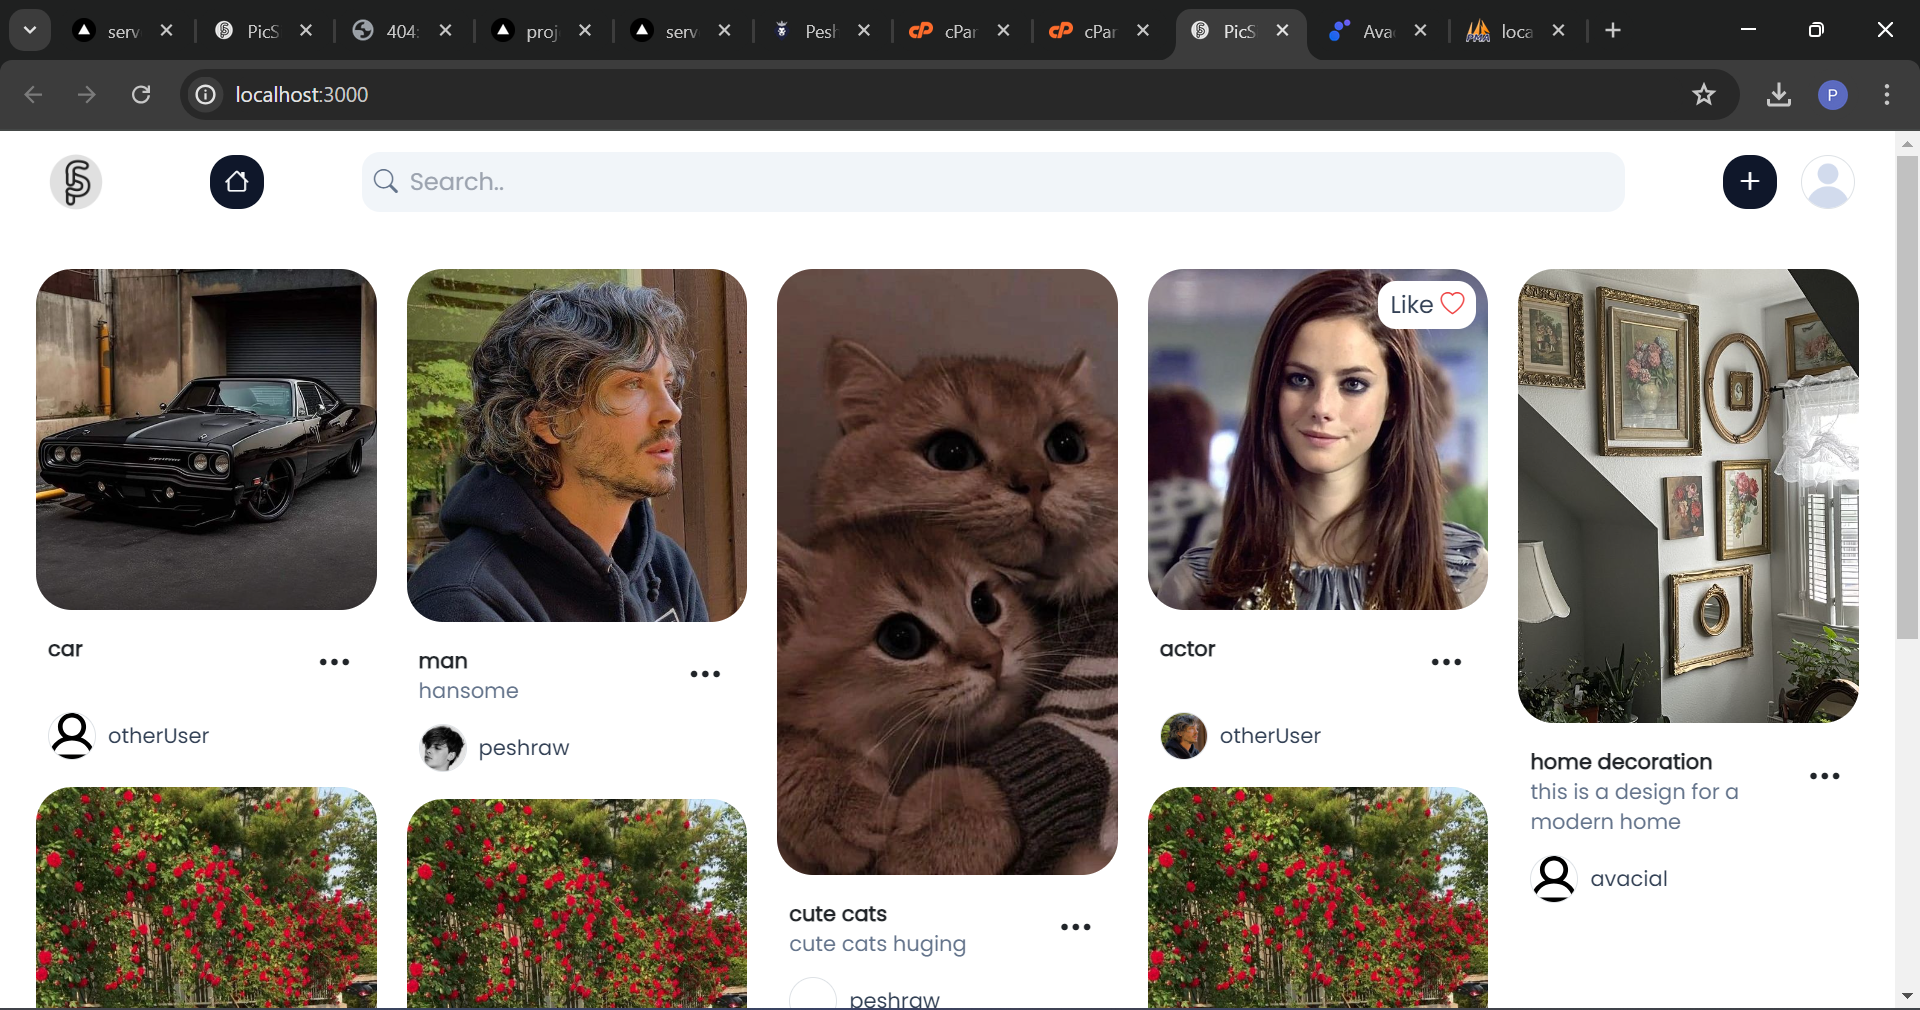 serv
PicS
404:
proj
serv
Pesh
cPar
cPar
PicS
Ava
loca
localhost:3000
P
Search..
Like
car
otherUser
man
hansome
peshraw
cute cats
cute cats huging
peshraw
actor
otherUser
home decoration
this is a design for a
modern home
avacial